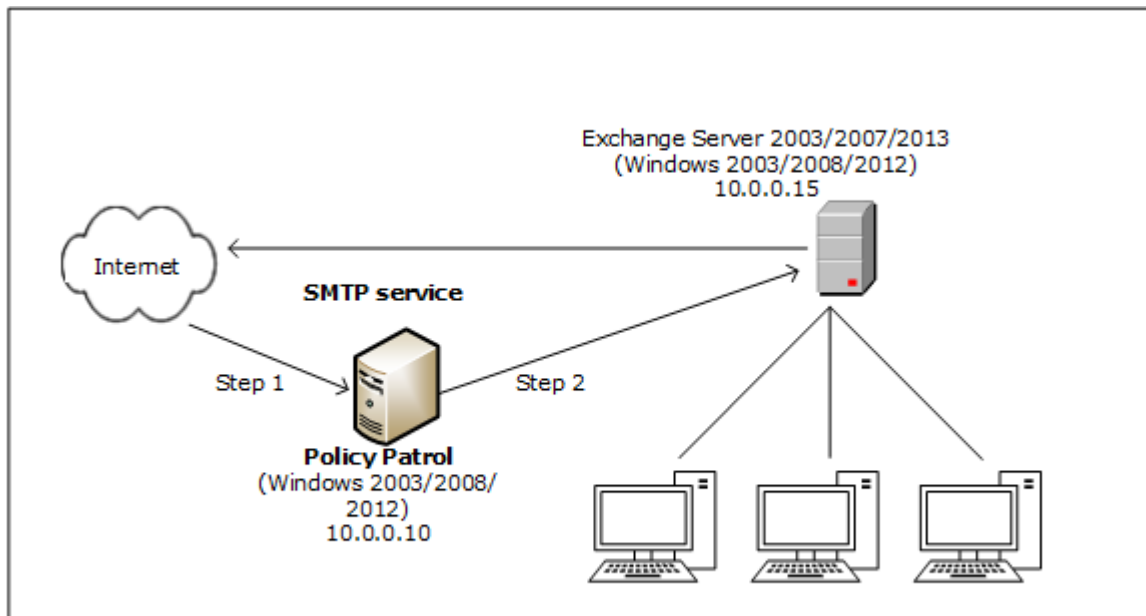 Exchange Server 2003/2007/2013
(Windows 2003/2008/2012)
10.0.0.15
Internet
SMTP service
Step 1
Step 2
Policy Patrol
(Windows 2003/2008/
2012)
10.0.0.10